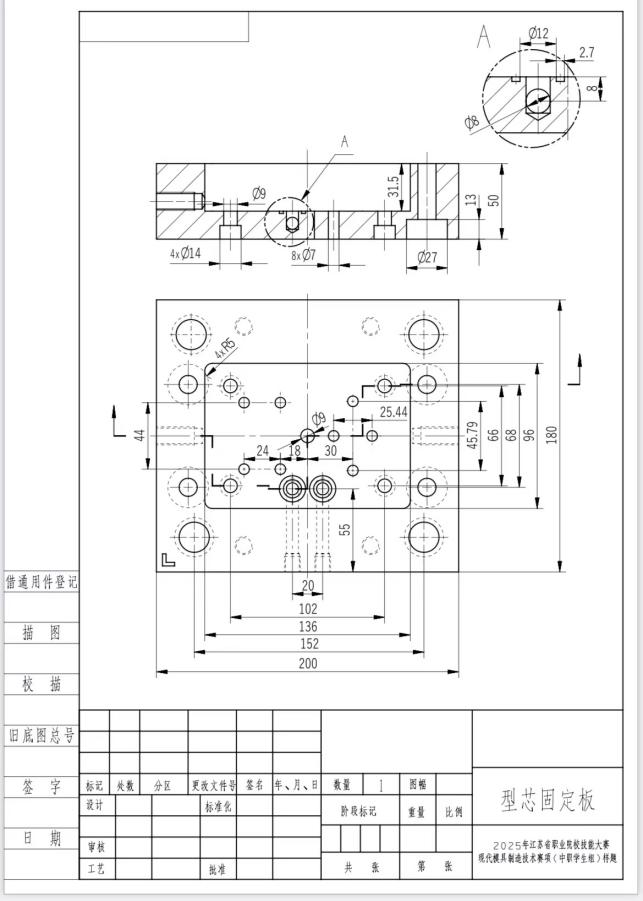 A
Ø12
2.7
8
Ø8
A
Ø9
31.5
13
50
4xØ14
8xØ7
Ø27
4xR5
Ø9
25.44
44
24
18
30
45.79
66
68
96
180
55
20
102
136
152
200
借通用件登记
描 图
校 描
旧底图总号
签 字
日 期
标记 处数 分区 更改文件号 签名 年、月、日
设计 标准化
审核
工艺 批准
数量 1 图幅
阶段标记 重量 比例
共 张 第 张
型芯固定板
2025年江苏省职业院校技能大赛
现代模具制造技术赛项（中职学生组）样题